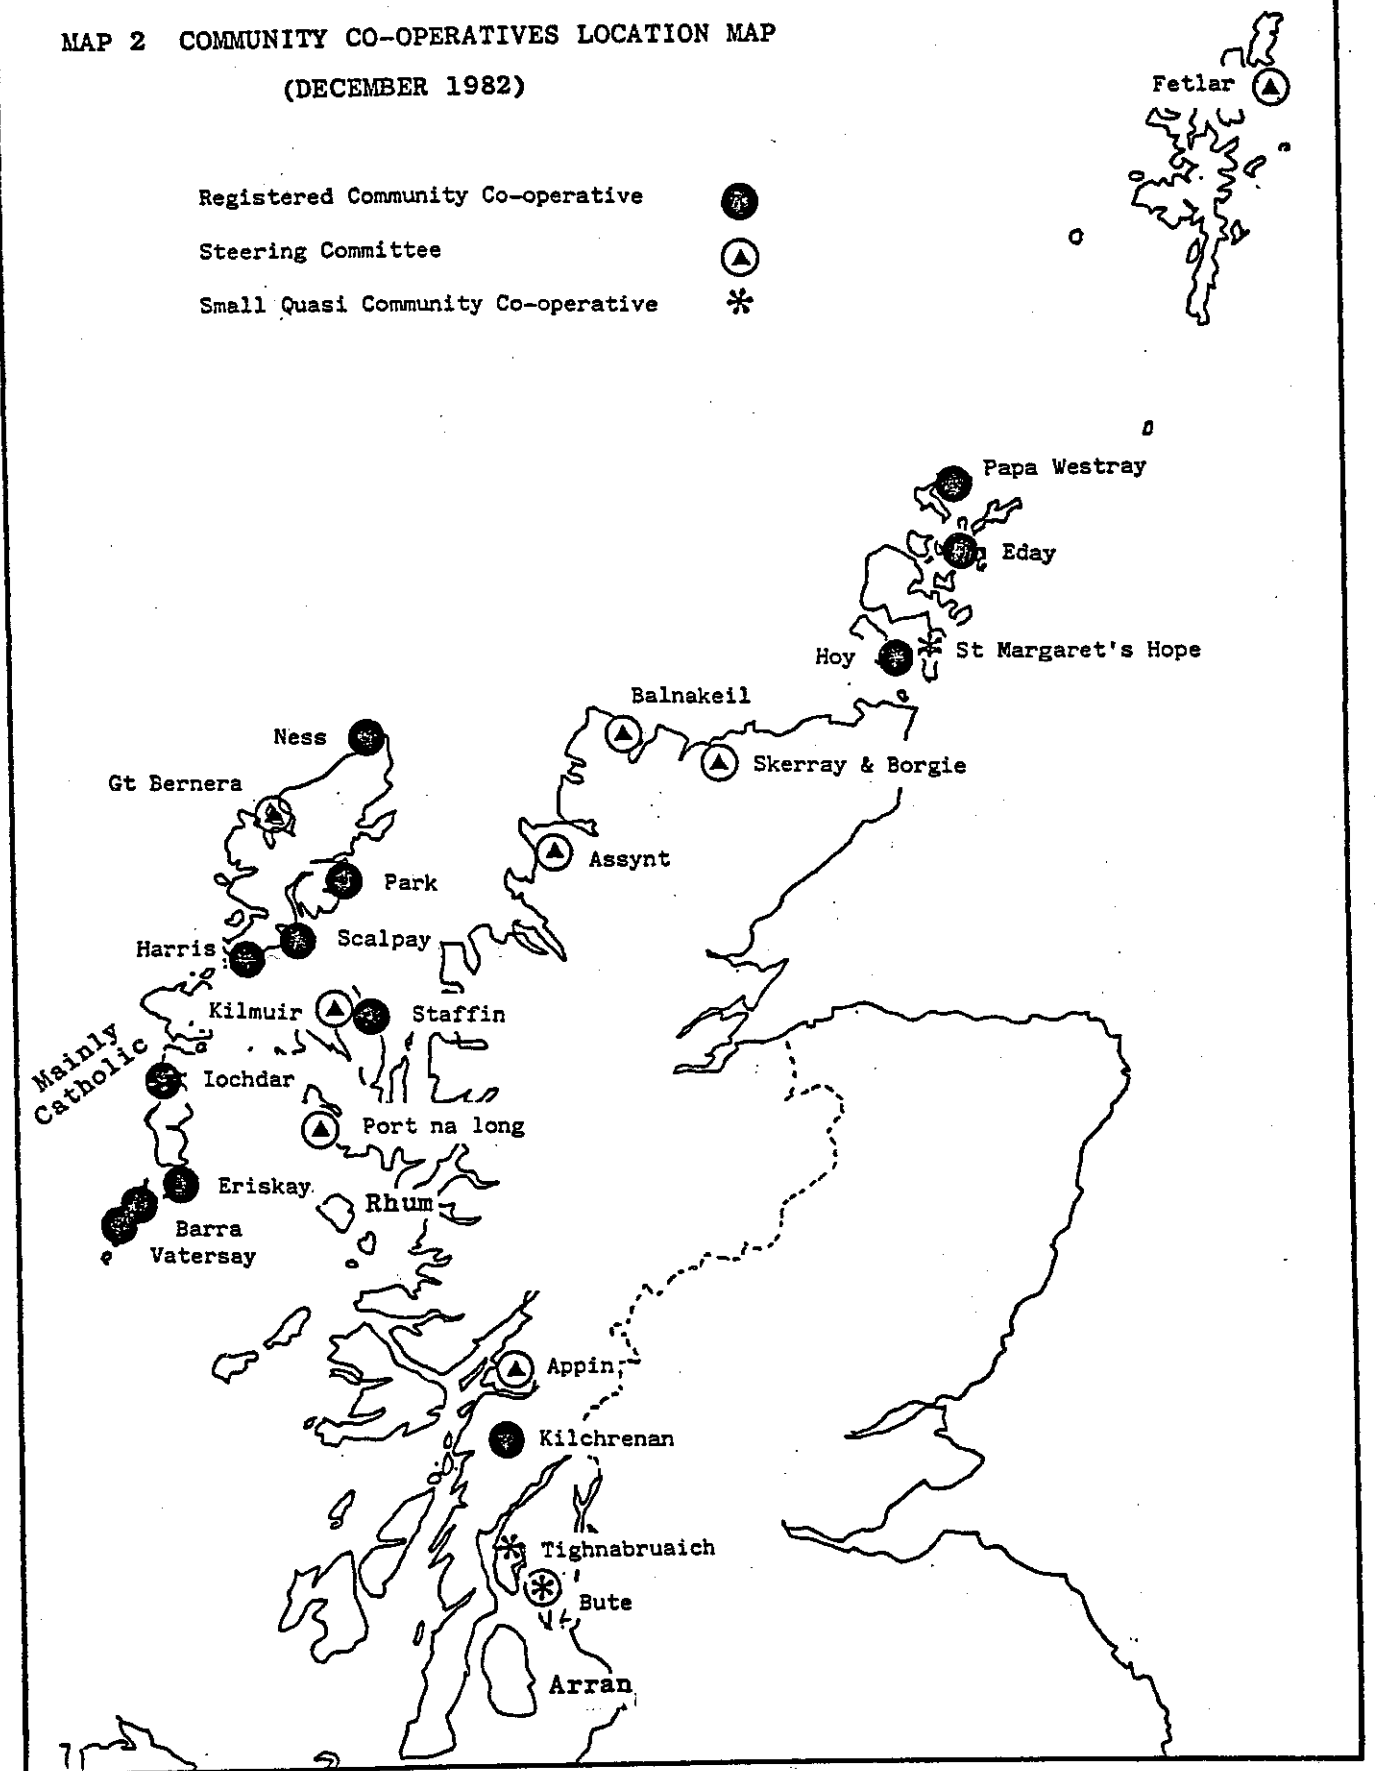 MAP 2 COMMUNITY CO-OPERATIVES LOCATION MAP
(DECEMBER 1982)
Fetlar
Registered Community Co-operative
Steering Committee
Small Quasi Community Co-operative
Papa Westray
Eday
Hoy
St Margaret's Hope
Balnakeil
Ness
Skerray & Borgie
Gt Bernera
Assynt
Park
Scalpay
Harris
Kilmuir
Staffin
Mainly
Catholic
Iochdar
Port na long
Eriskay
Rhum
Barra
Vatersay
Appin
Kilchrenan
Tighnabruaich
Bute
Arran